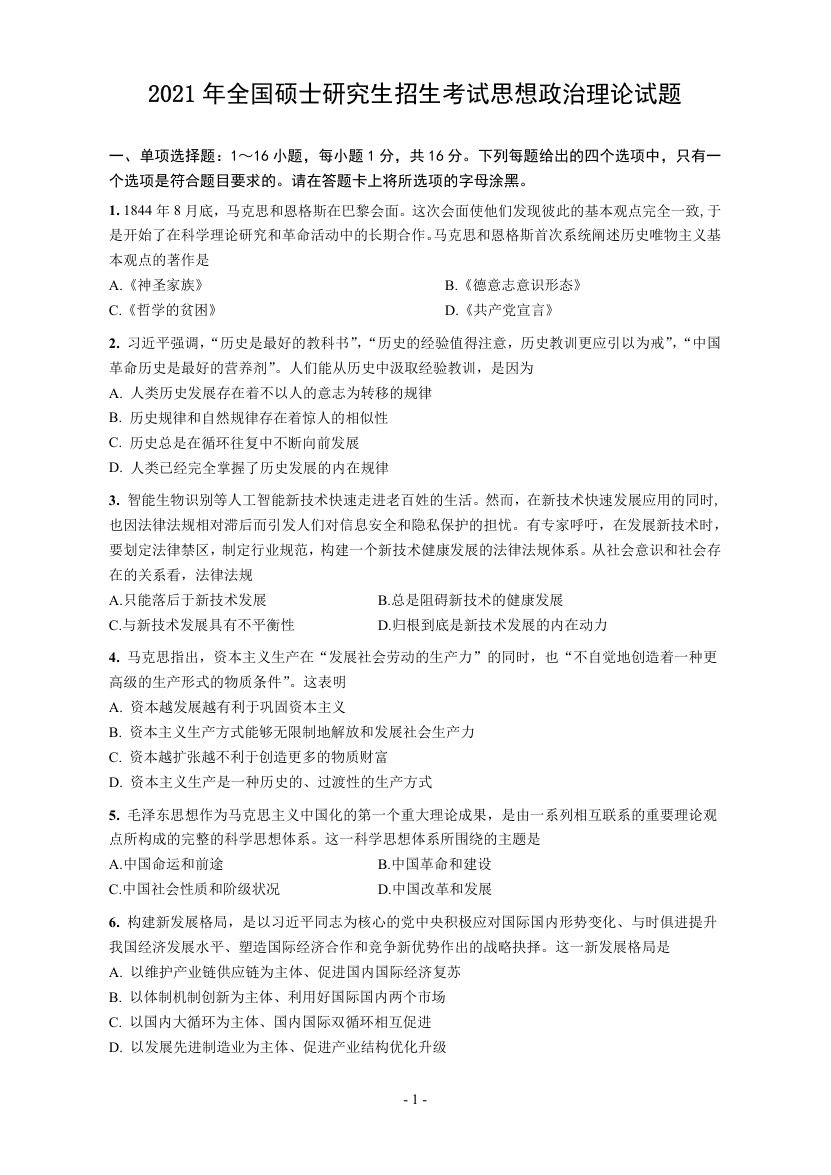 2021 年全国硕士研究生招生考试思想政治理论试题
一、单项选择题：1～16 小题，每小题 1 分，共 16 分。下列每题给出的四个选项中，只有一
个选项是符合题目要求的。请在答题卡上将所选项的字母涂黑。
1. 1844 年 8 月底，马克思和恩格斯在巴黎会面。这次会面使他们发现彼此的基本观点完全一致,于
是开始了在科学理论研究和革命活动中的长期合作。马克思和恩格斯首次系统阐述历史唯物主义基
本观点的著作是
A.《神圣家族》 B.《德意志意识形态》
C.《哲学的贫困》 D.《共产党宣言》
2. 习近平强调，“历史是最好的教科书”，“历史的经验值得注意，历史教训更应引以为戒”，“中国
革命历史是最好的营养剂”。人们能从历史中汲取经验教训，是因为
A. 人类历史发展存在着不以人的意志为转移的规律
B. 历史规律和自然规律存在着惊人的相似性
C. 历史总是在循环往复中不断向前发展
D. 人类已经完全掌握了历史发展的内在规律
3. 智能生物识别等人工智能新技术快速走进老百姓的生活。然而，在新技术快速发展应用的同时,
也因法律法规相对滞后而引发人们对信息安全和隐私保护的担忧。有专家呼吁，在发展新技术时，
要划定法律禁区，制定行业规范，构建一个新技术健康发展的法律法规体系。从社会意识和社会存
在的关系看，法律法规
A.只能落后于新技术发展 B.总是阻碍新技术的健康发展
C.与新技术发展具有不平衡性 D.归根到底是新技术发展的内在动力
4. 马克思指出，资本主义生产在“发展社会劳动的生产力”的同时，也“不自觉地创造着一种更
高级的生产形式的物质条件”。这表明
A. 资本越发展越有利于巩固资本主义
B. 资本主义生产方式能够无限制地解放和发展社会生产力
C. 资本越扩张越不利于创造更多的物质财富
D. 资本主义生产是一种历史的、过渡性的生产方式
5. 毛泽东思想作为马克思主义中国化的第一个重大理论成果，是由一系列相互联系的重要理论观
点所构成的完整的科学思想体系。这一科学思想体系所围绕的主题是
A.中国命运和前途 B.中国革命和建设
C.中国社会性质和阶级状况 D.中国改革和发展
6. 构建新发展格局，是以习近平同志为核心的党中央积极应对国际国内形势变化、与时俱进提升
我国经济发展水平、塑造国际经济合作和竞争新优势作出的战略抉择。这一新发展格局是
A. 以维护产业链供应链为主体、促进国内国际经济复苏
B. 以体制机制创新为主体、利用好国际国内两个市场
C. 以国内大循环为主体、国内国际双循环相互促进
D. 以发展先进制造业为主体、促进产业结构优化升级
- 1 -